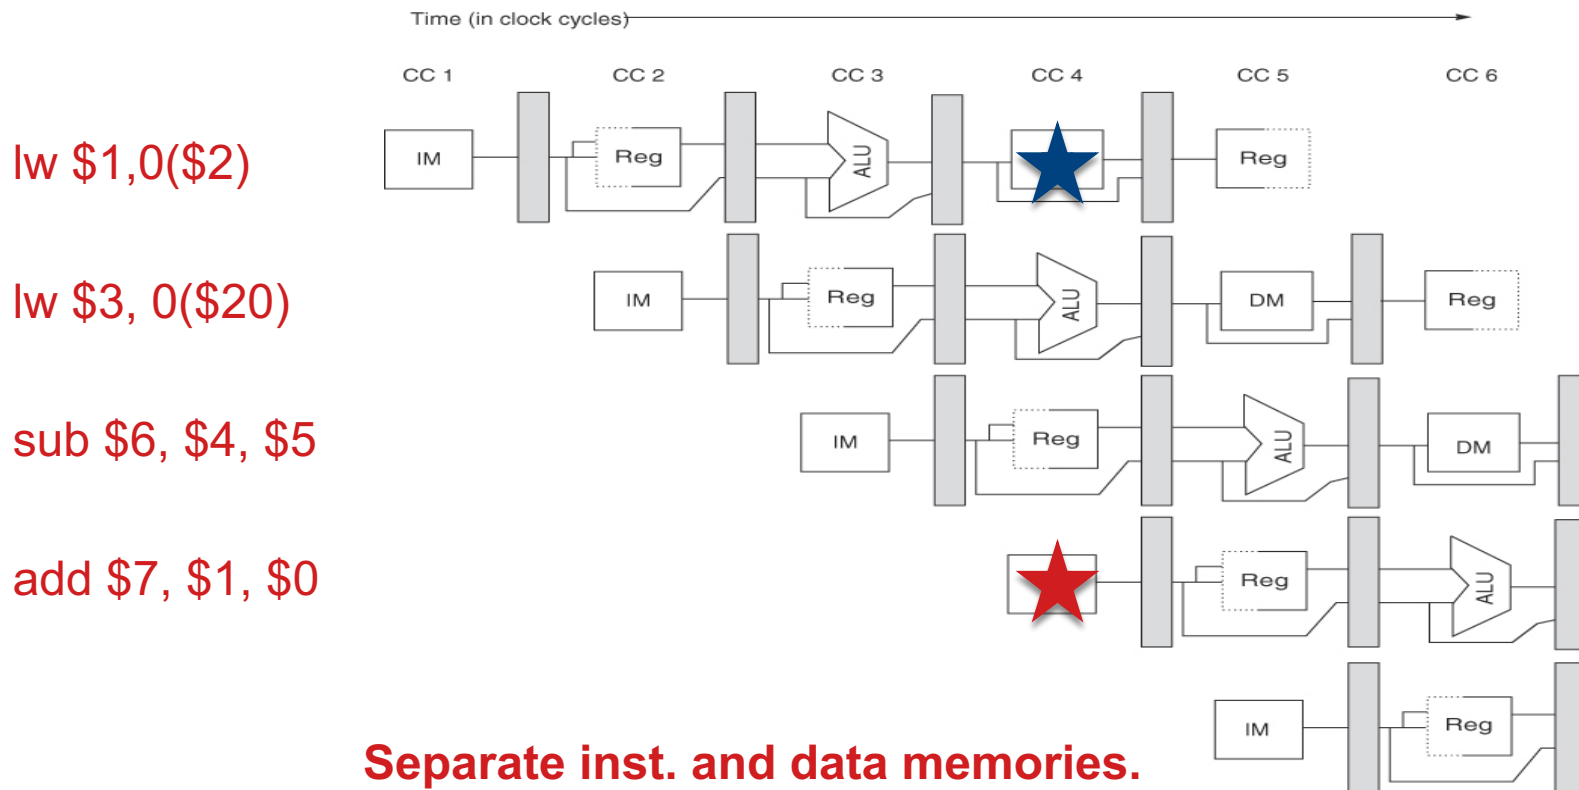 Time (in clock cycles)
CC 1 CC 2 CC 3 CC 4 CC 5 CC 6
lw $1,0($2) IM Reg ALU Reg
lw $3, 0($20) IM Reg ALU DM Reg
sub $6, $4, $5 IM Reg ALU DM
add $7, $1, $0 Reg ALU
IM Reg
Separate inst. and data memories.